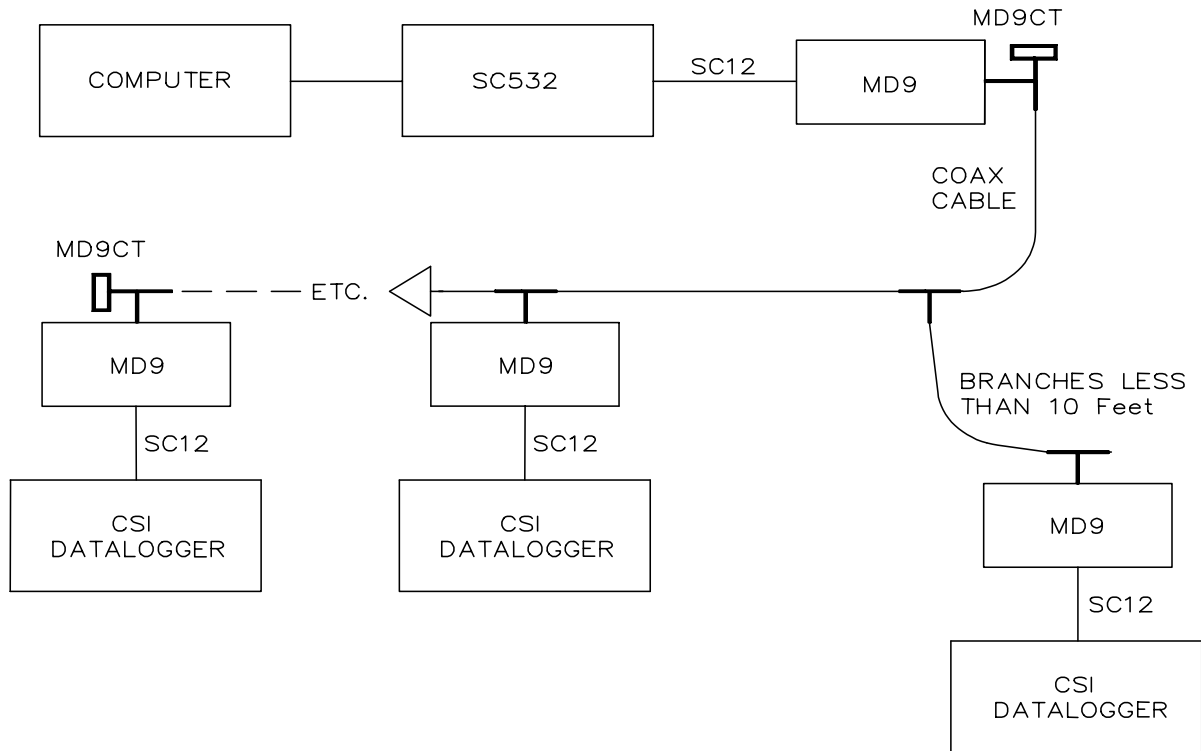 MD9CT
COMPUTER
SC532
SC12
MD9
COAX
CABLE
MD9CT
ETC.
MD9
MD9
BRANCHES LESS
THAN 10 Feet
SC12
SC12
CSI
DATALOGGER
CSI
DATALOGGER
MD9
SC12
CSI
DATALOGGER